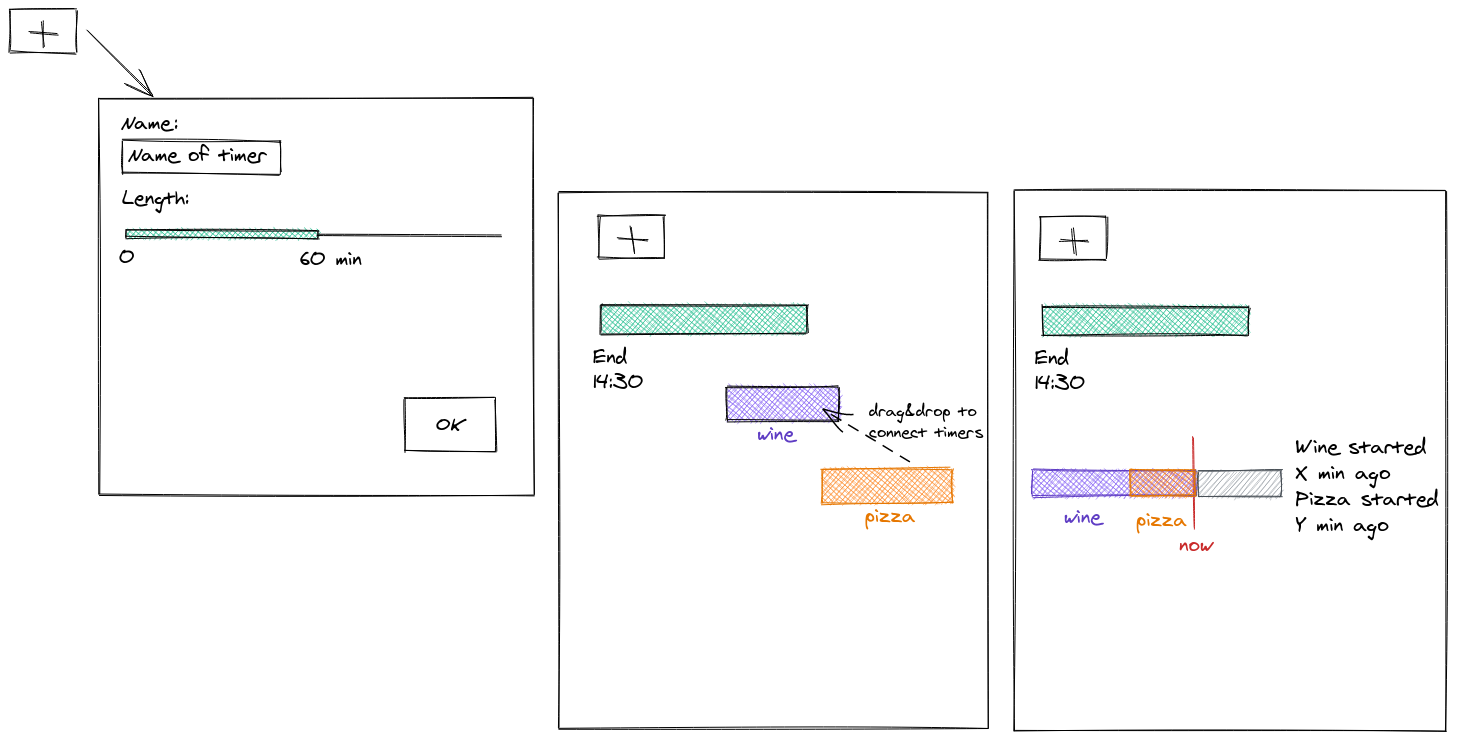 +
Name:
Name of timer
Length:
0
60 min
OK
+
End
14:30
wine
drag&drop to
connect timers
pizza
+
End
14:30
wine
pizza
now
Wine started
X min ago
Pizza started
Y min ago